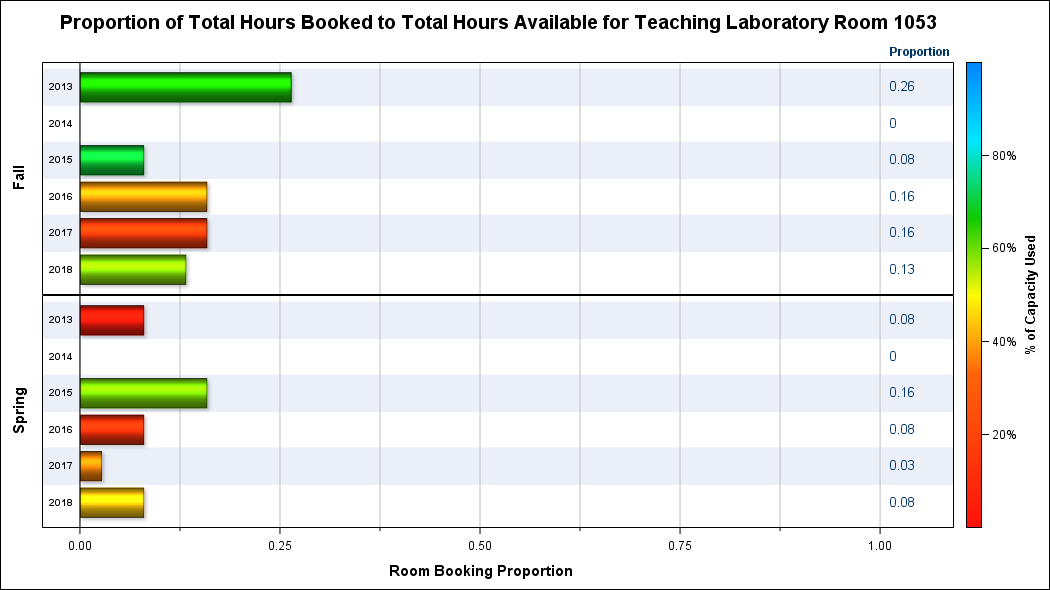 Proportion of Total Hours Booked to Total Hours Available for Teaching Laboratory Room 1053
Proportion
Fall
2013 0.26
2014 0
2015 0.08
2016 0.16
2017 0.16
2018 0.13
Spring
2013 0.08
2014 0
2015 0.16
2016 0.08
2017 0.03
2018 0.08
0.00 0.25 0.50 0.75 1.00
Room Booking Proportion
80%
60%
40%
20%
% of Capacity Used